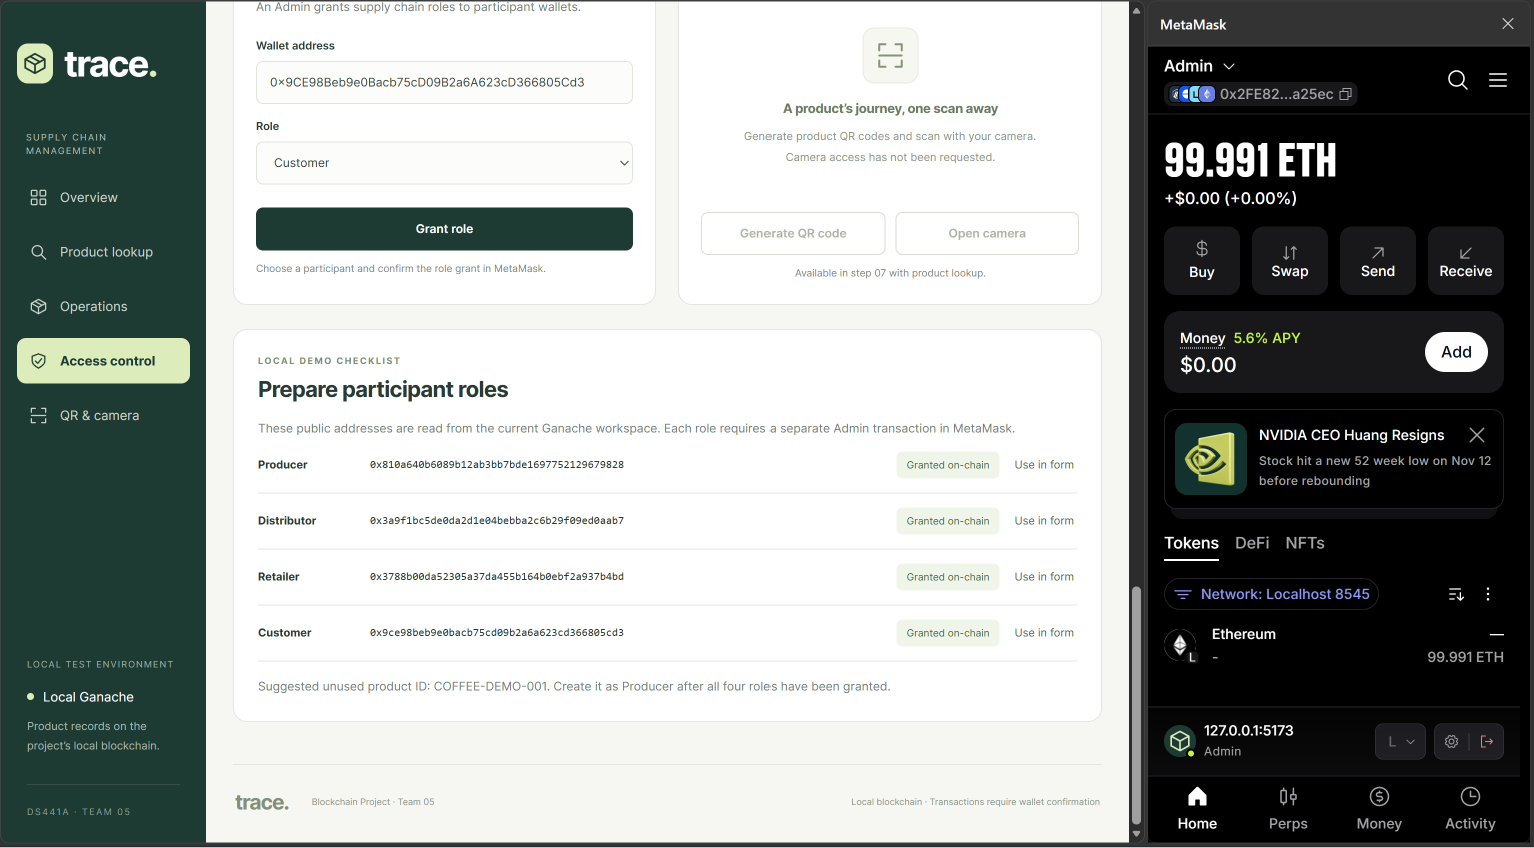 trace.
SUPPLY CHAIN
MANAGEMENT
Overview
Product lookup
Operations
Access control
QR & camera
LOCAL TEST ENVIRONMENT
Local Ganache
Product records on the
project's local blockchain.
DS441A · TEAM 05
An Admin grants supply chain roles to participant wallets.
Wallet address
0×9CE98Beb9e0Bacb75cD09B2a6A623cD366805Cd3
Role
Customer
Grant role
Choose a participant and confirm the role grant in MetaMask.
A product's journey, one scan away
Generate product QR codes and scan with your camera.
Camera access has not been requested.
Generate QR code
Open camera
Available in step 07 with product lookup.
LOCAL DEMO CHECKLIST
Prepare participant roles
These public addresses are read from the current Ganache workspace. Each role requires a separate Admin transaction in MetaMask.
Producer 0x810a640b6089b12ab3bb7bde1697752129679828 Granted on-chain Use in form
Distributor 0x3a9f1bc5de0da2d1e04bebba2c6b29f09ed0aab7 Granted on-chain Use in form
Retailer 0x3788b00da52305a37da455b164b0ebf2a937b4bd Granted on-chain Use in form
Customer 0x9ce98beb9e0bacb75cd09b2a6a623cd366805cd3 Granted on-chain Use in form
Suggested unused product ID: COFFEE-DEMO-001. Create it as Producer after all four roles have been granted.
trace. Blockchain Project · Team 05
Local blockchain · Transactions require wallet confirmation
MetaMask
Admin
0x2FE82...a25ec
99.991 ETH
+$0.00 (+0.00%)
Buy
Swap
Send
Receive
Money 5.6% APY
$0.00
Add
NVIDIA CEO Huang Resigns
Stock hit a new 52 week low on Nov 12
before rebounding
Tokens DeFi NFTs
Network: Localhost 8545
L
Ethereum —
- 99.991 ETH
127.0.0.1:5173
Admin
L
Home
Perps
Money
Activity